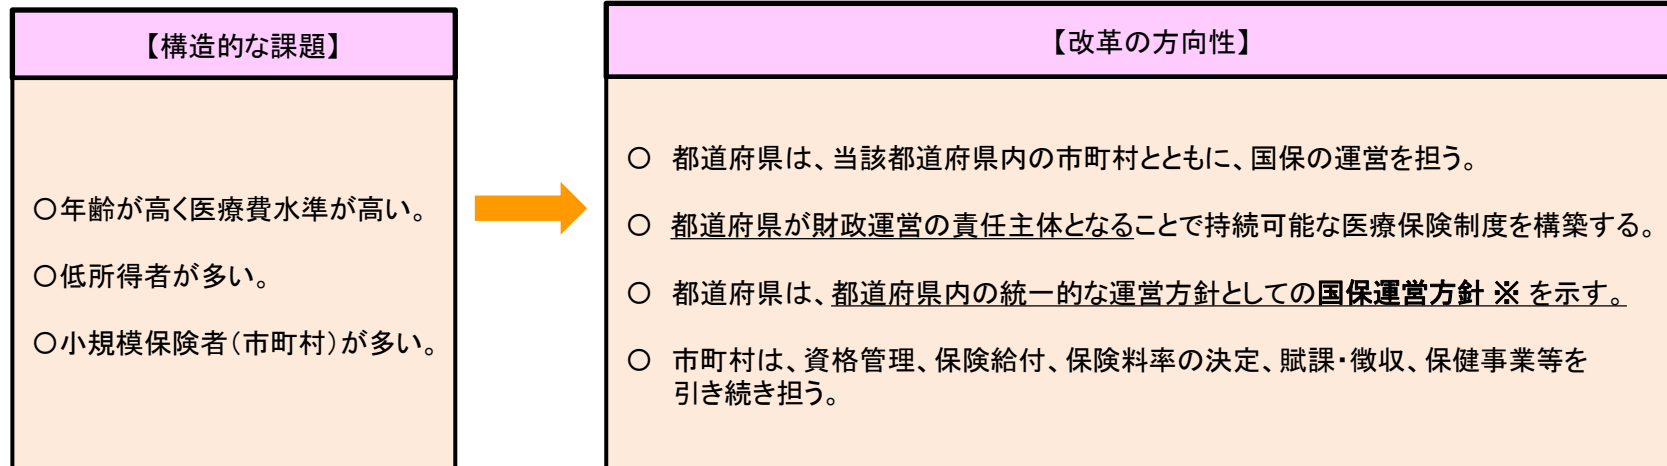 【構造的な課題】
〇年齢が高く医療費水準が高い。
〇低所得者が多い。
〇小規模保険者(市町村)が多い。
【改革の方向性】
〇 都道府県は、当該都道府県内の市町村とともに、国保の運営を担う。
〇 都道府県が財政運営の責任主体となることで持続可能な医療保険制度を構築する。
〇 都道府県は、都道府県内の統一的な運営方針としての国保運営方針 ※ を示す。
〇 市町村は、資格管理、保険給付、保険料率の決定、賦課・徴収、保健事業等を
引き続き担う。